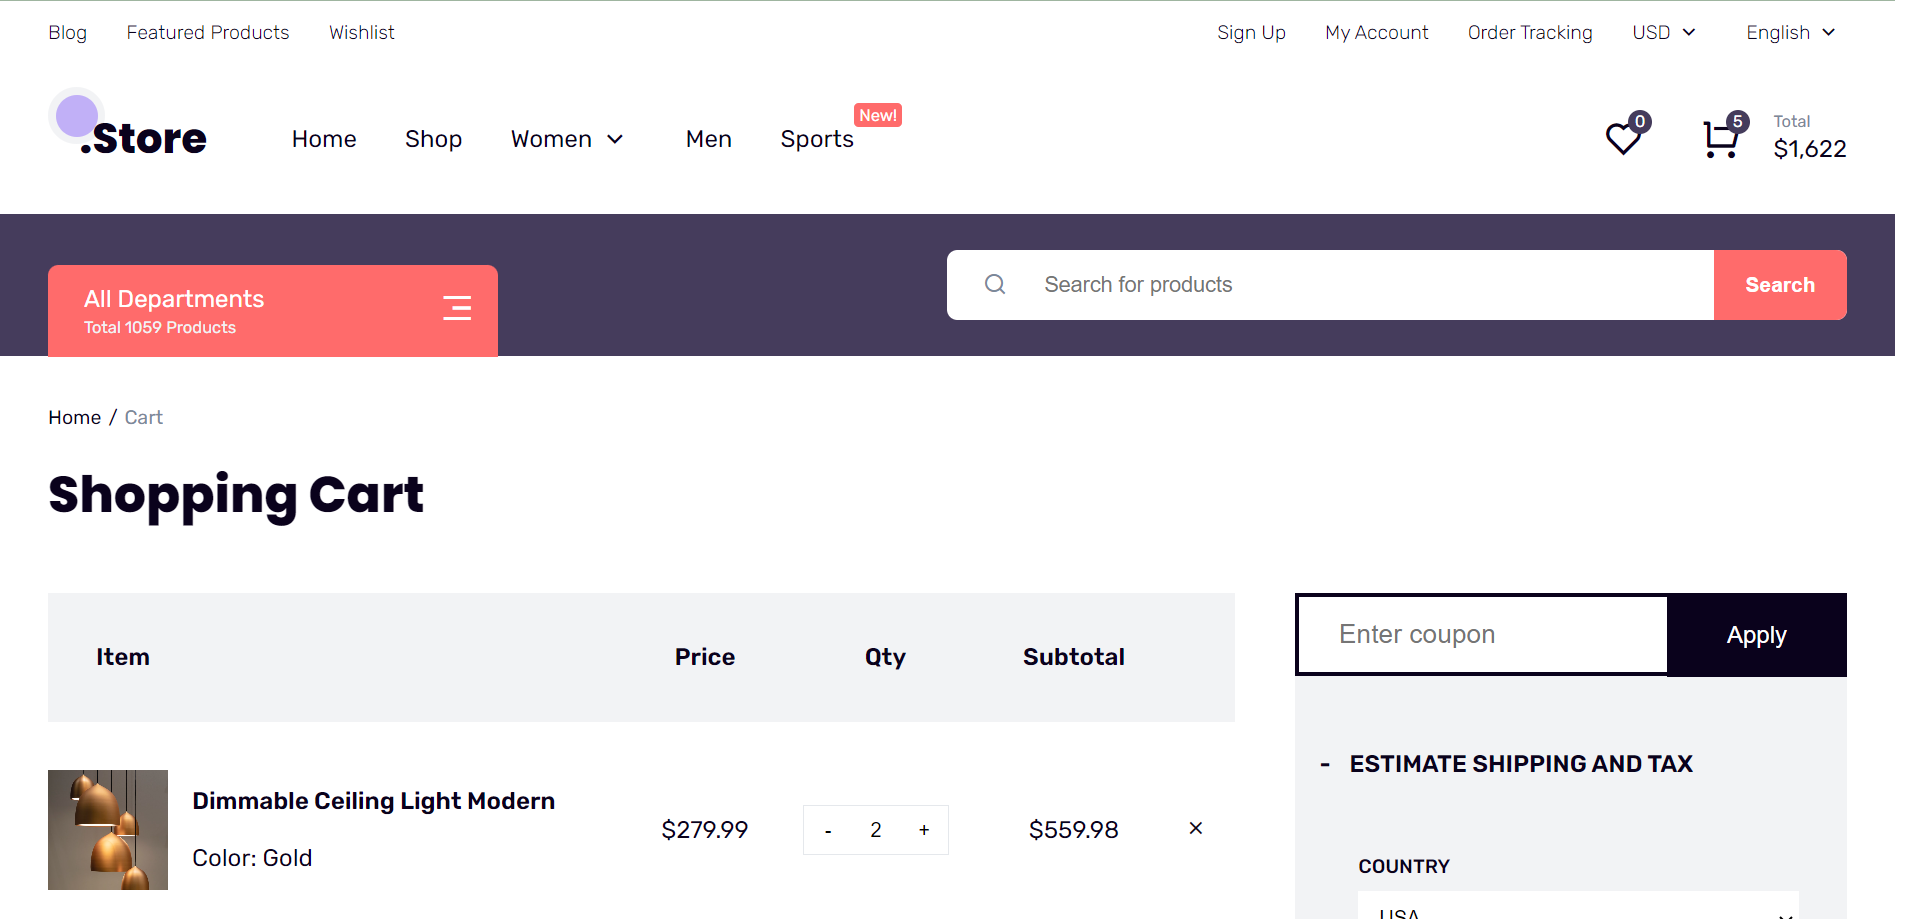 Blog Featured Products Wishlist Sign Up My Account Order Tracking USD English
.Store Home Shop Women Men Sports New! 0 5 Total $1,622
All Departments
Total 1059 Products
Search for products Search
Home / Cart
Shopping Cart
Item Price Qty Subtotal
Enter coupon Apply
- ESTIMATE SHIPPING AND TAX
Dimmable Ceiling Light Modern
Color: Gold
$279.99 - 2 + $559.98 ×
COUNTRY
USA